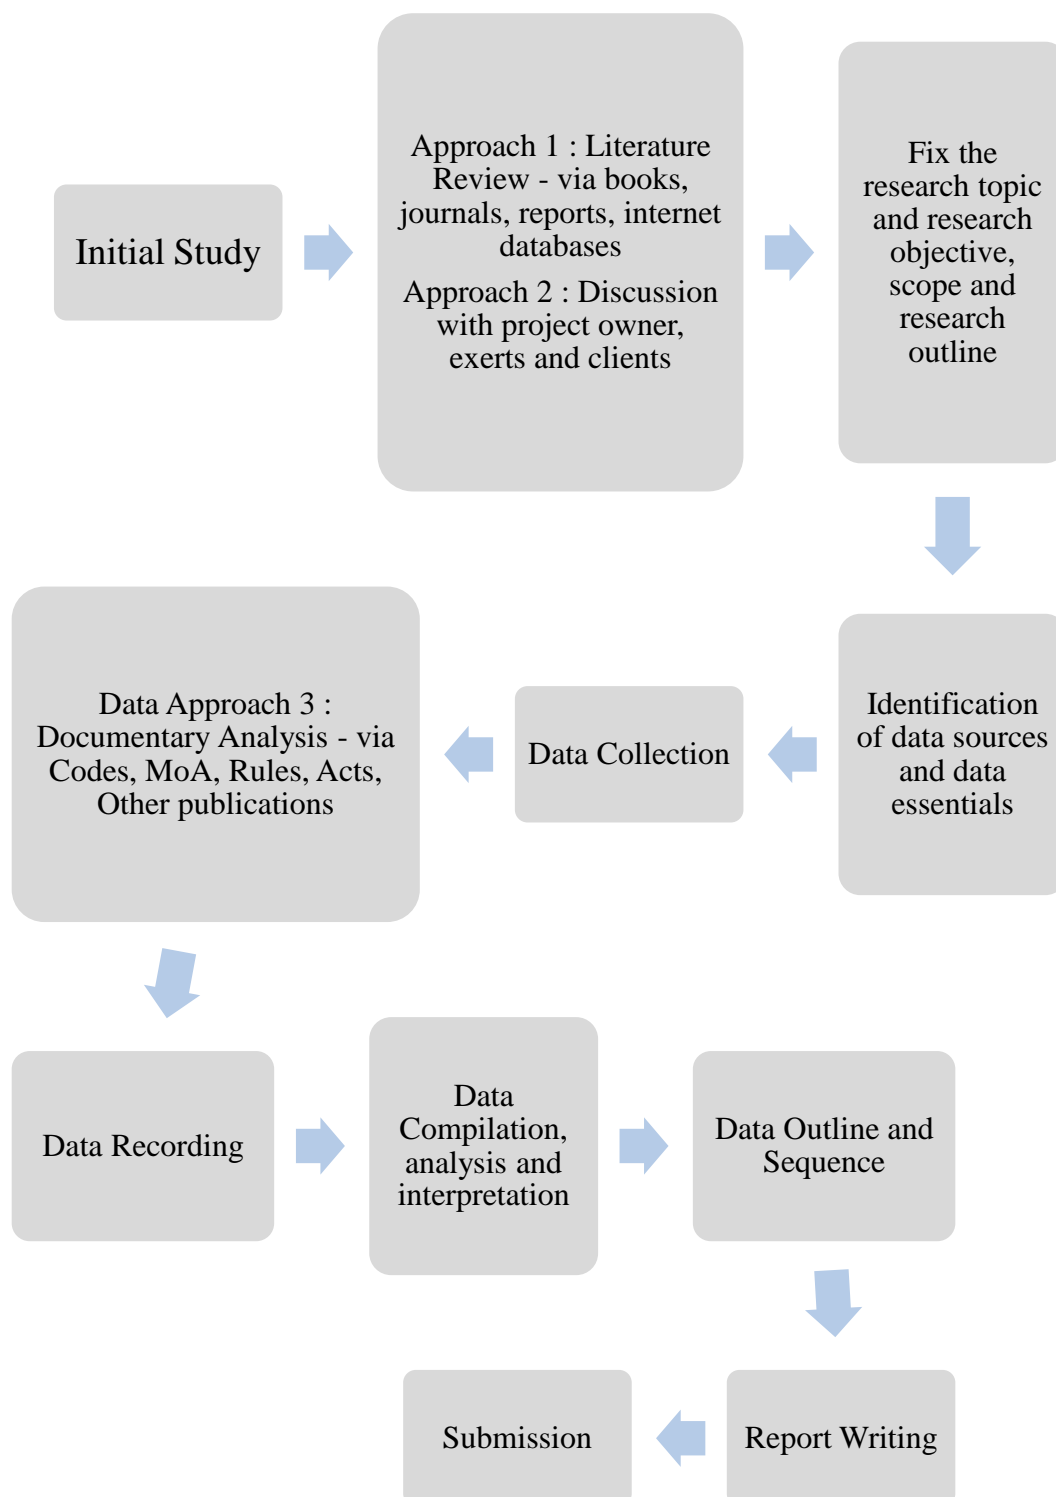 Initial Study
Approach 1 : Literature
Review - via books,
journals, reports, internet
databases
Approach 2 : Discussion
with project owner,
exerts and clients
Fix the
research topic
and research
objective,
scope and
research
outline
Identification
of data sources
and data
essentials
Data Collection
Data Approach 3 :
Documentary Analysis - via
Codes, MoA, Rules, Acts,
Other publications
Data Recording
Data
Compilation,
analysis and
interpretation
Data Outline and
Sequence
Report Writing
Submission